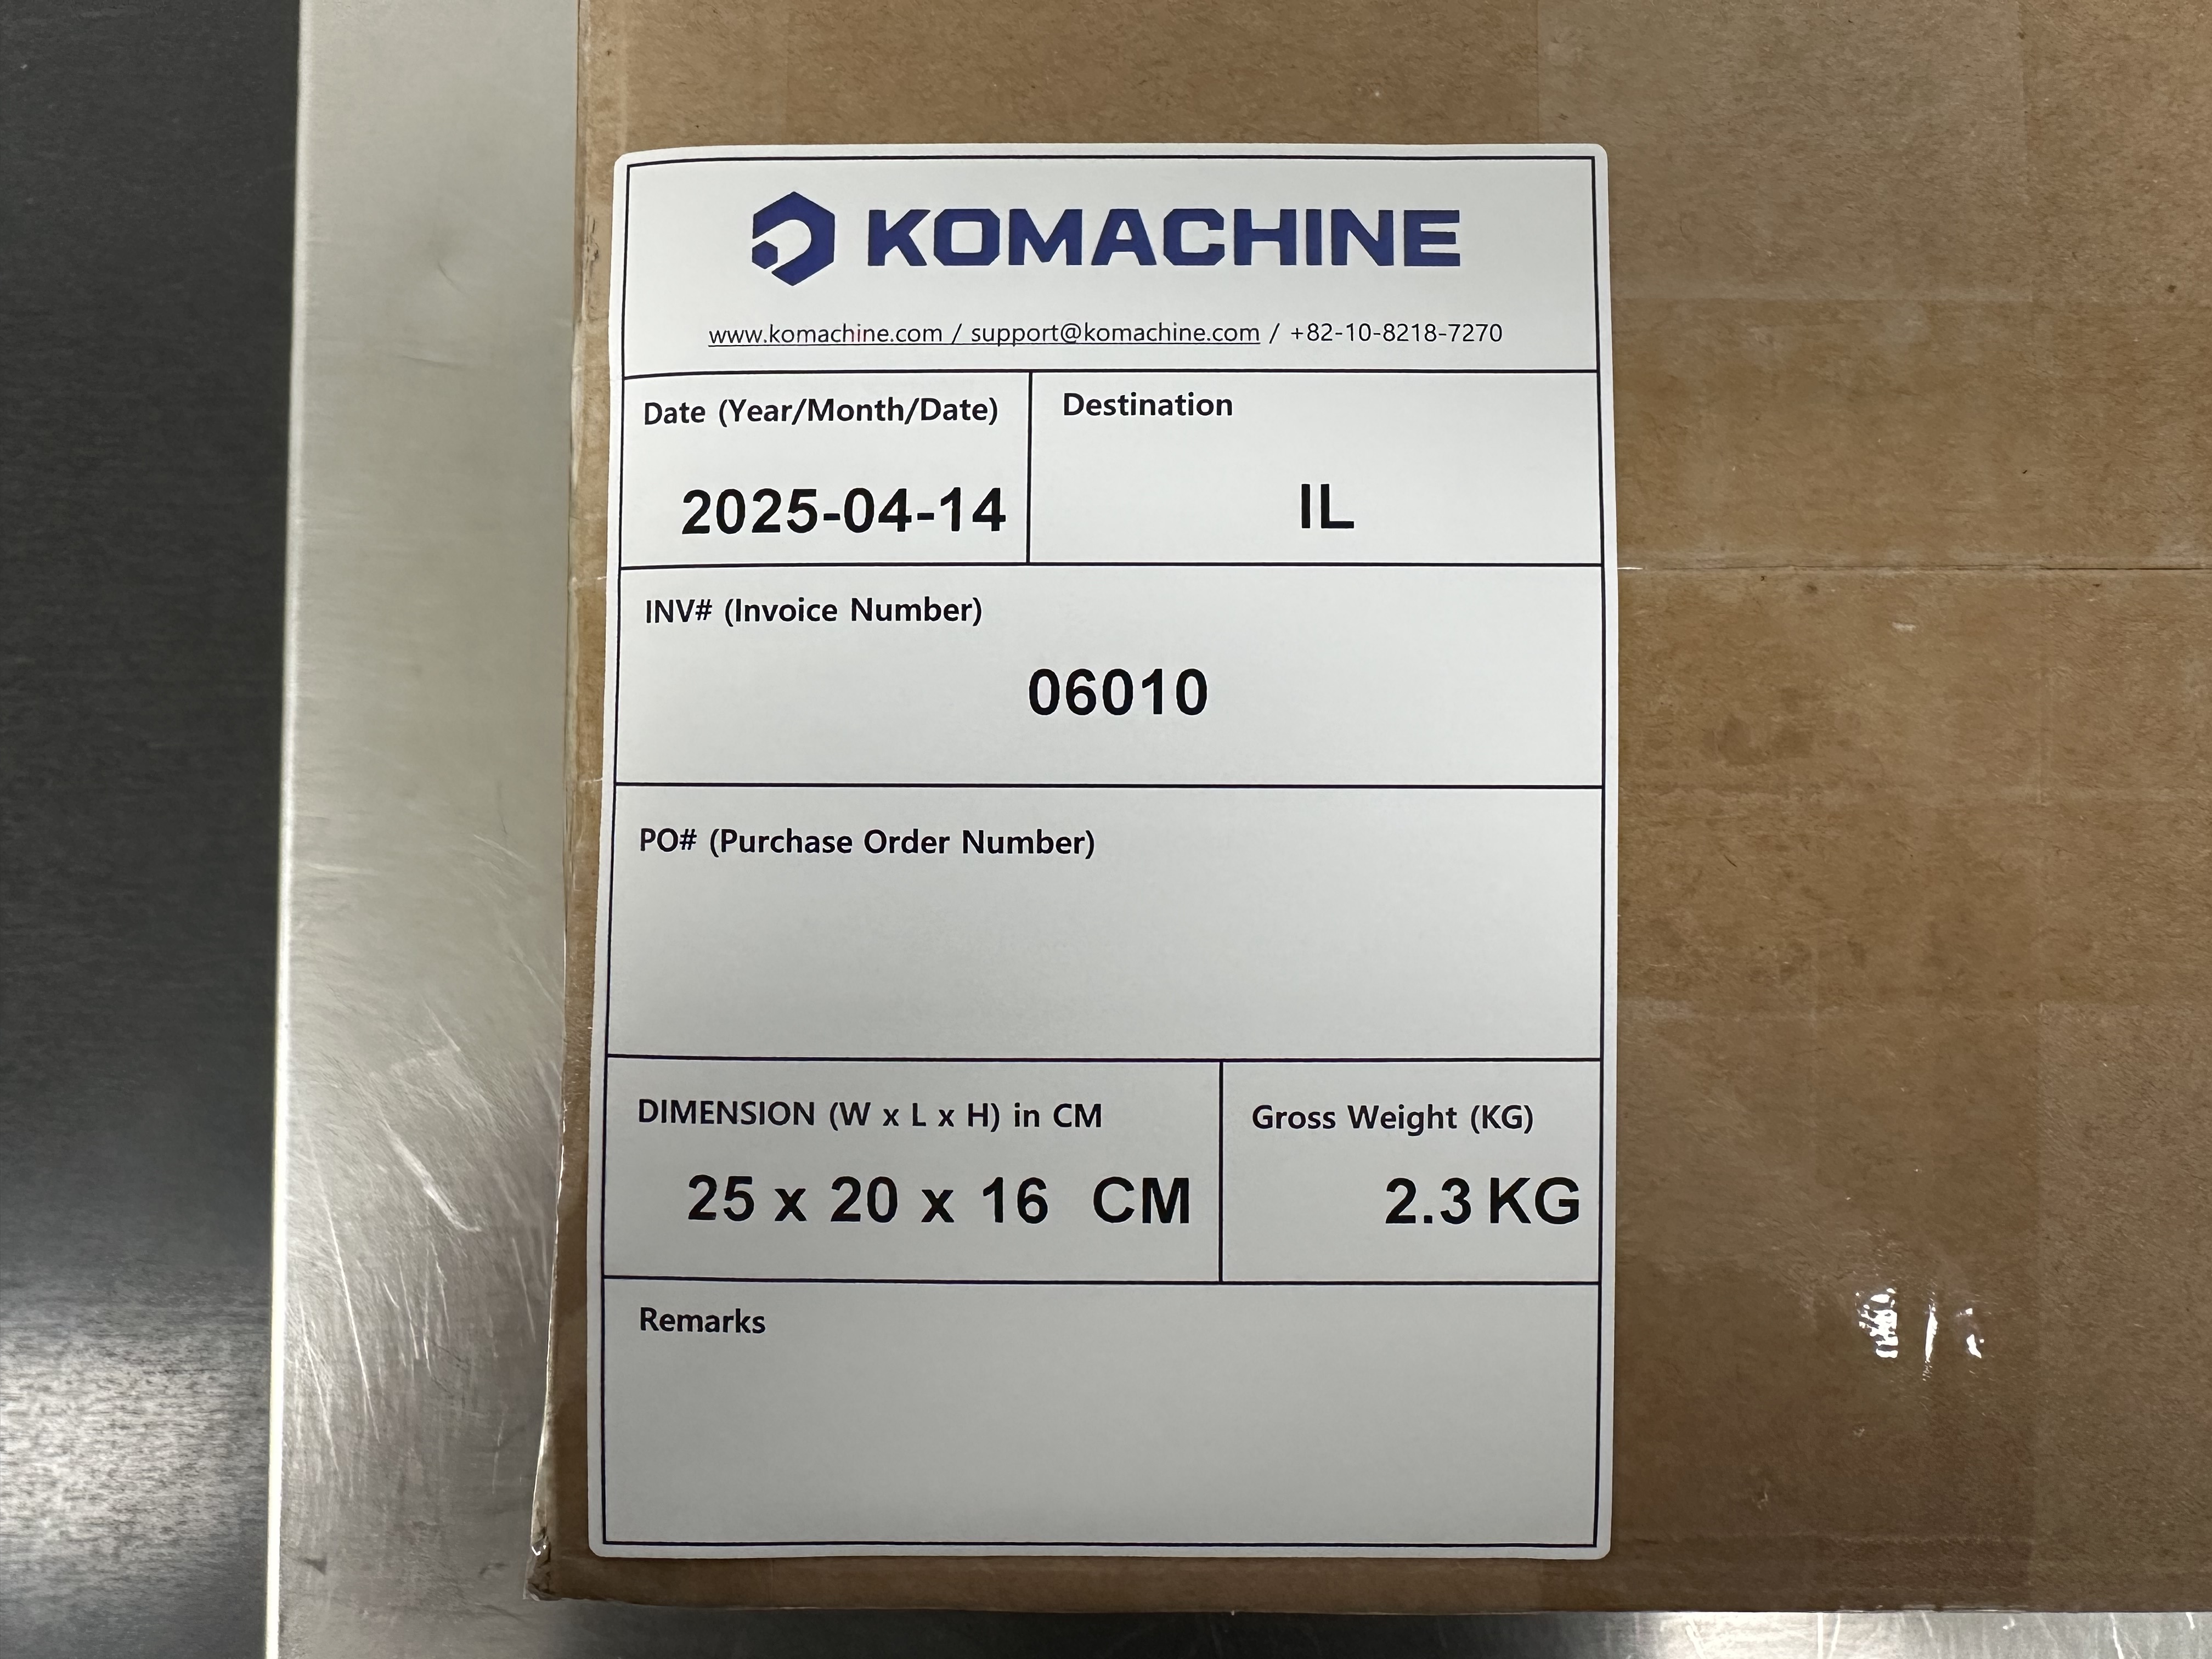 KOMACHINE
www.komachine.com / support@komachine.com / +82-10-8218-7270
Date (Year/Month/Date)
2025-04-14
Destination
IL
INV# (Invoice Number)
06010
PO# (Purchase Order Number)
DIMENSION (W x L x H) in CM
25 x 20 x 16 CM
Gross Weight (KG)
2.3 KG
Remarks